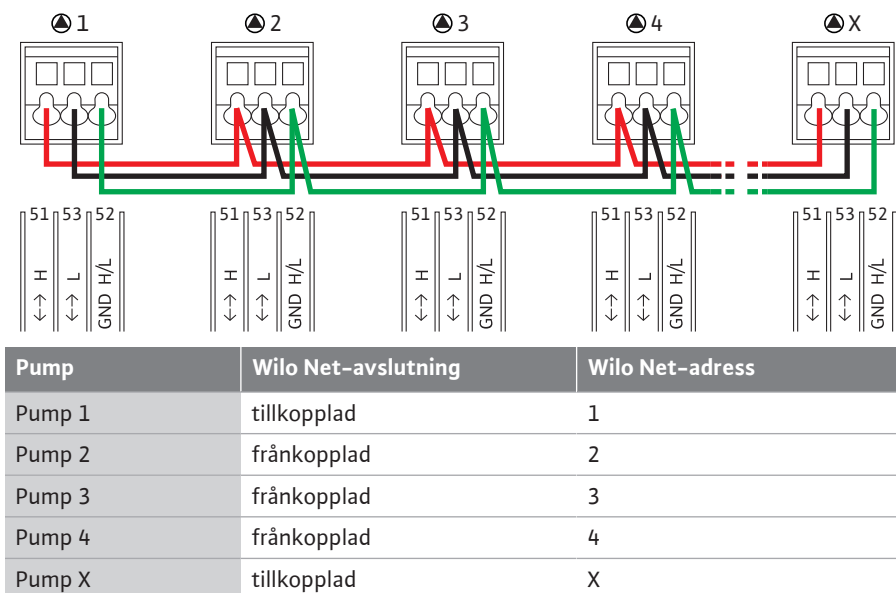 1 2 3 4 X
51 53 52 51 53 52 51 53 52 51 53 52 51 53 52
↔ H ↔ L GND H/L ↔ H ↔ L GND H/L ↔ H ↔ L GND H/L ↔ H ↔ L GND H/L ↔ H ↔ L GND H/L
Pump Wilo Net-avslutning Wilo Net-adress
Pump 1 tillkopplad 1
Pump 2 frånkopplad 2
Pump 3 frånkopplad 3
Pump 4 frånkopplad 4
Pump X tillkopplad X